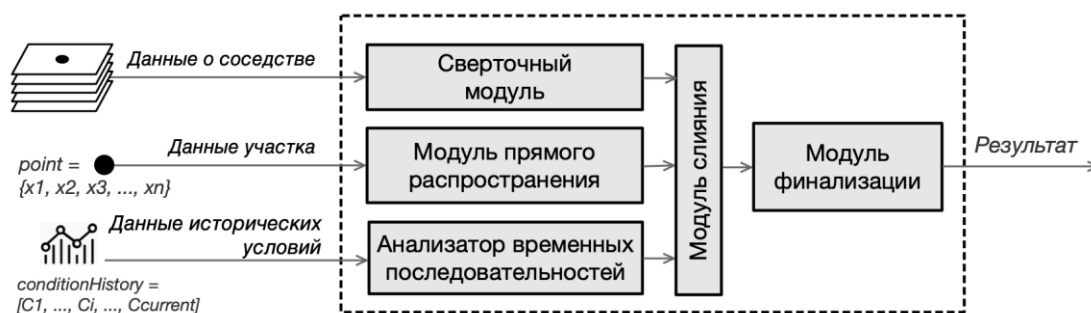 Данные о соседстве
Сверточный
модуль
point =
{x1, x2, x3, ..., xn}
Данные участка
Модуль прямого
распространения
Данные исторических
условий
conditionHistory =
[C1, ..., Ci, ..., Ccurrent]
Анализатор временных
последовательностей
Модуль слияния
Модуль
финализации
Результат